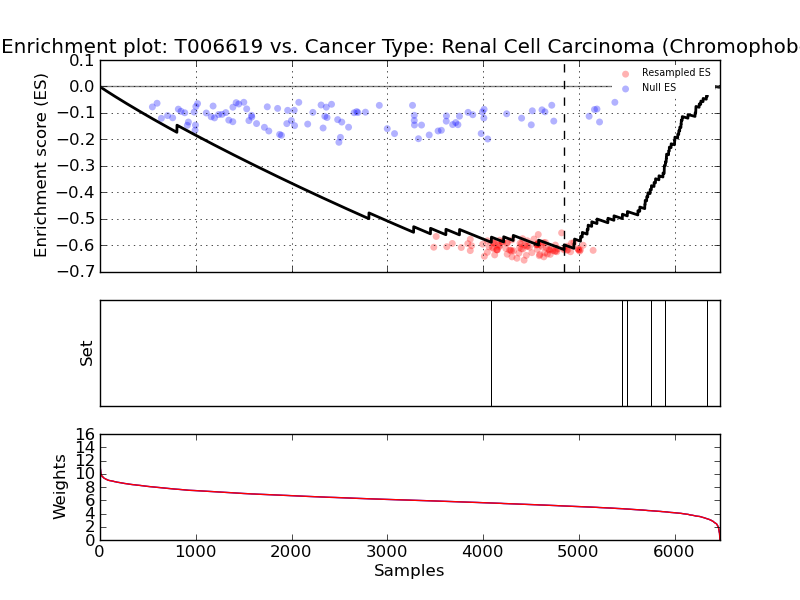 Enrichment plot: T006619 vs. Cancer Type: Renal Cell Carcinoma (Chromophob
0.1
0.0
−0.1
−0.2
−0.3
−0.4
−0.5
−0.6
−0.7
Enrichment score (ES)
Resampled ES
Null ES
Set
16
14
12
10
8
6
4
2
0
Weights
0 1000 2000 3000 4000 5000 6000
Samples